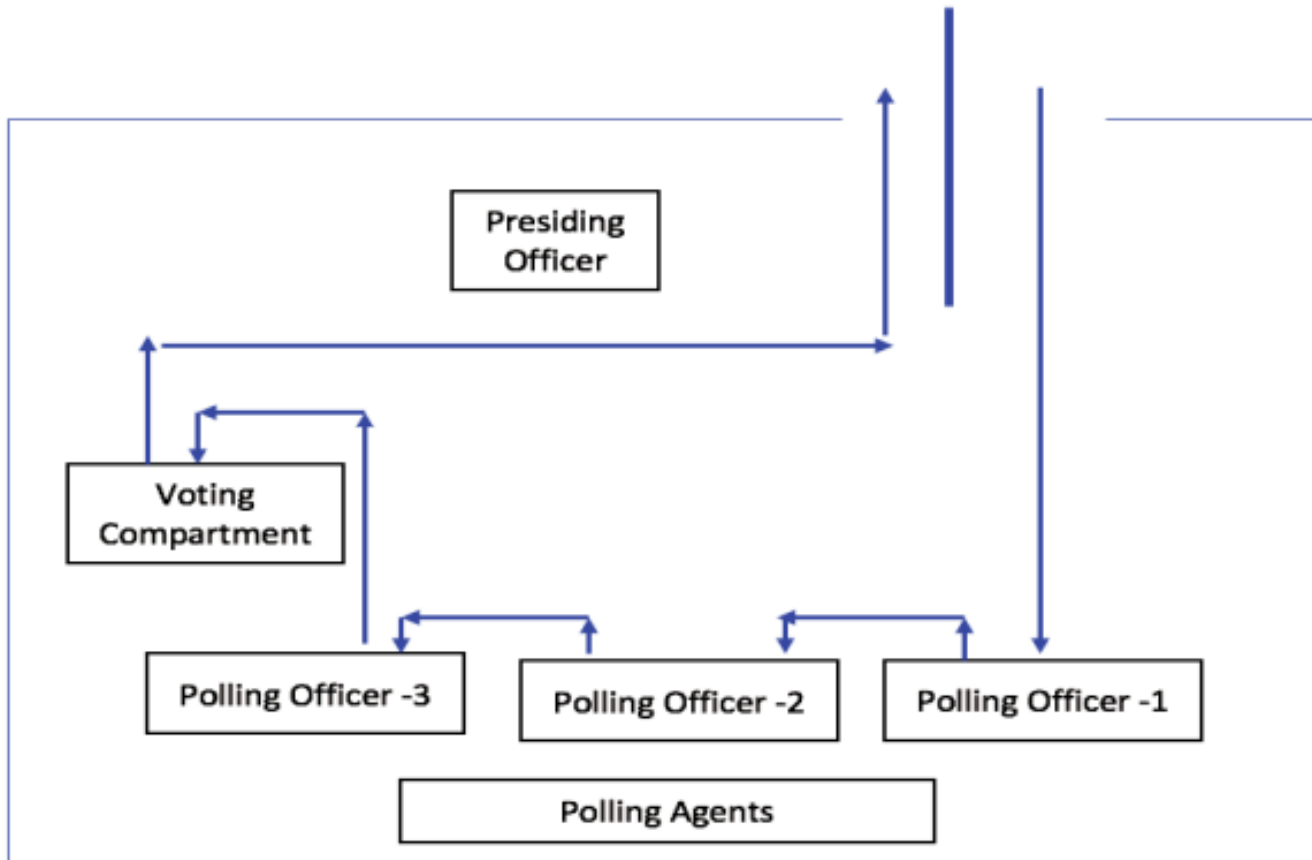 Presiding
Officer
Voting
Compartment
Polling Officer -3
Polling Officer -2
Polling Officer -1
Polling Agents